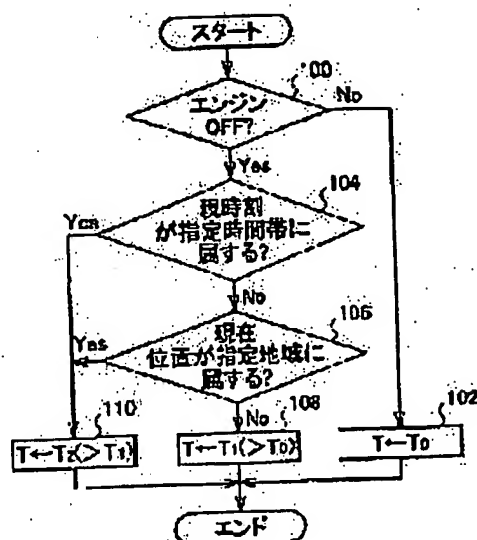 スタート
100
エンジン
OFF?
No
Yes
104
現時刻
が指定時間帯に
属する?
Yes
No
106
現在
位置が指定地域に
属する?
Yes
No
110
T←T2(>T1)
108
T←T1(>T0)
102
T←T0
エンド